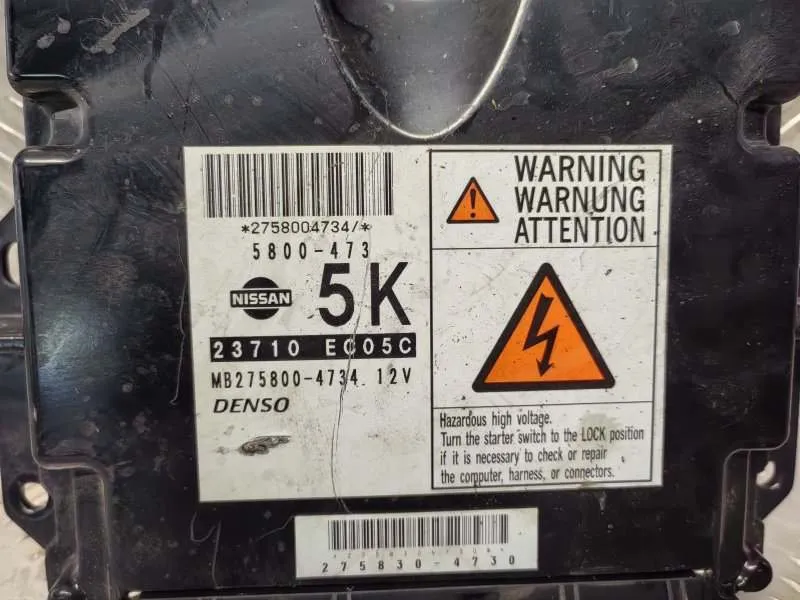 *2758004734/*
5800-473
NISSAN
5K
23710 EC05C
MB275800-4734 12V
DENSO
WARNING
WARNUNG
ATTENTION
Hazardous high voltage.
Turn the starter switch to the LOCK position
if it is necessary to check or repair
the computer, harness, or connectors.
275830-4730